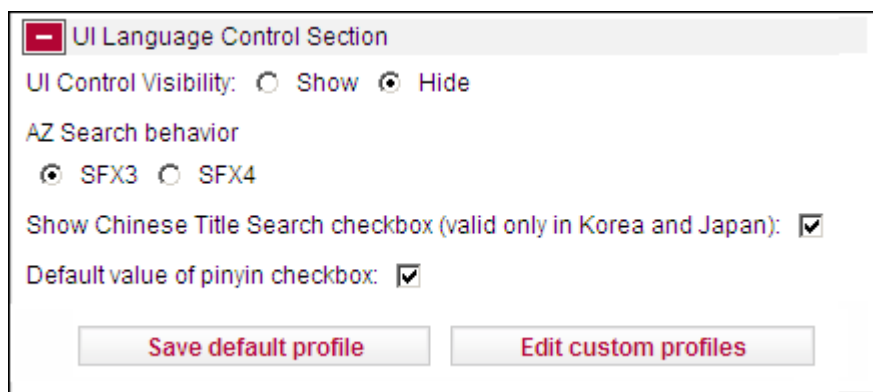 UI Language Control Section
UI Control Visibility: Show Hide
AZ Search behavior
SFX3 SFX4
Show Chinese Title Search checkbox (valid only in Korea and Japan):
Default value of pinyin checkbox:
Save default profile Edit custom profiles